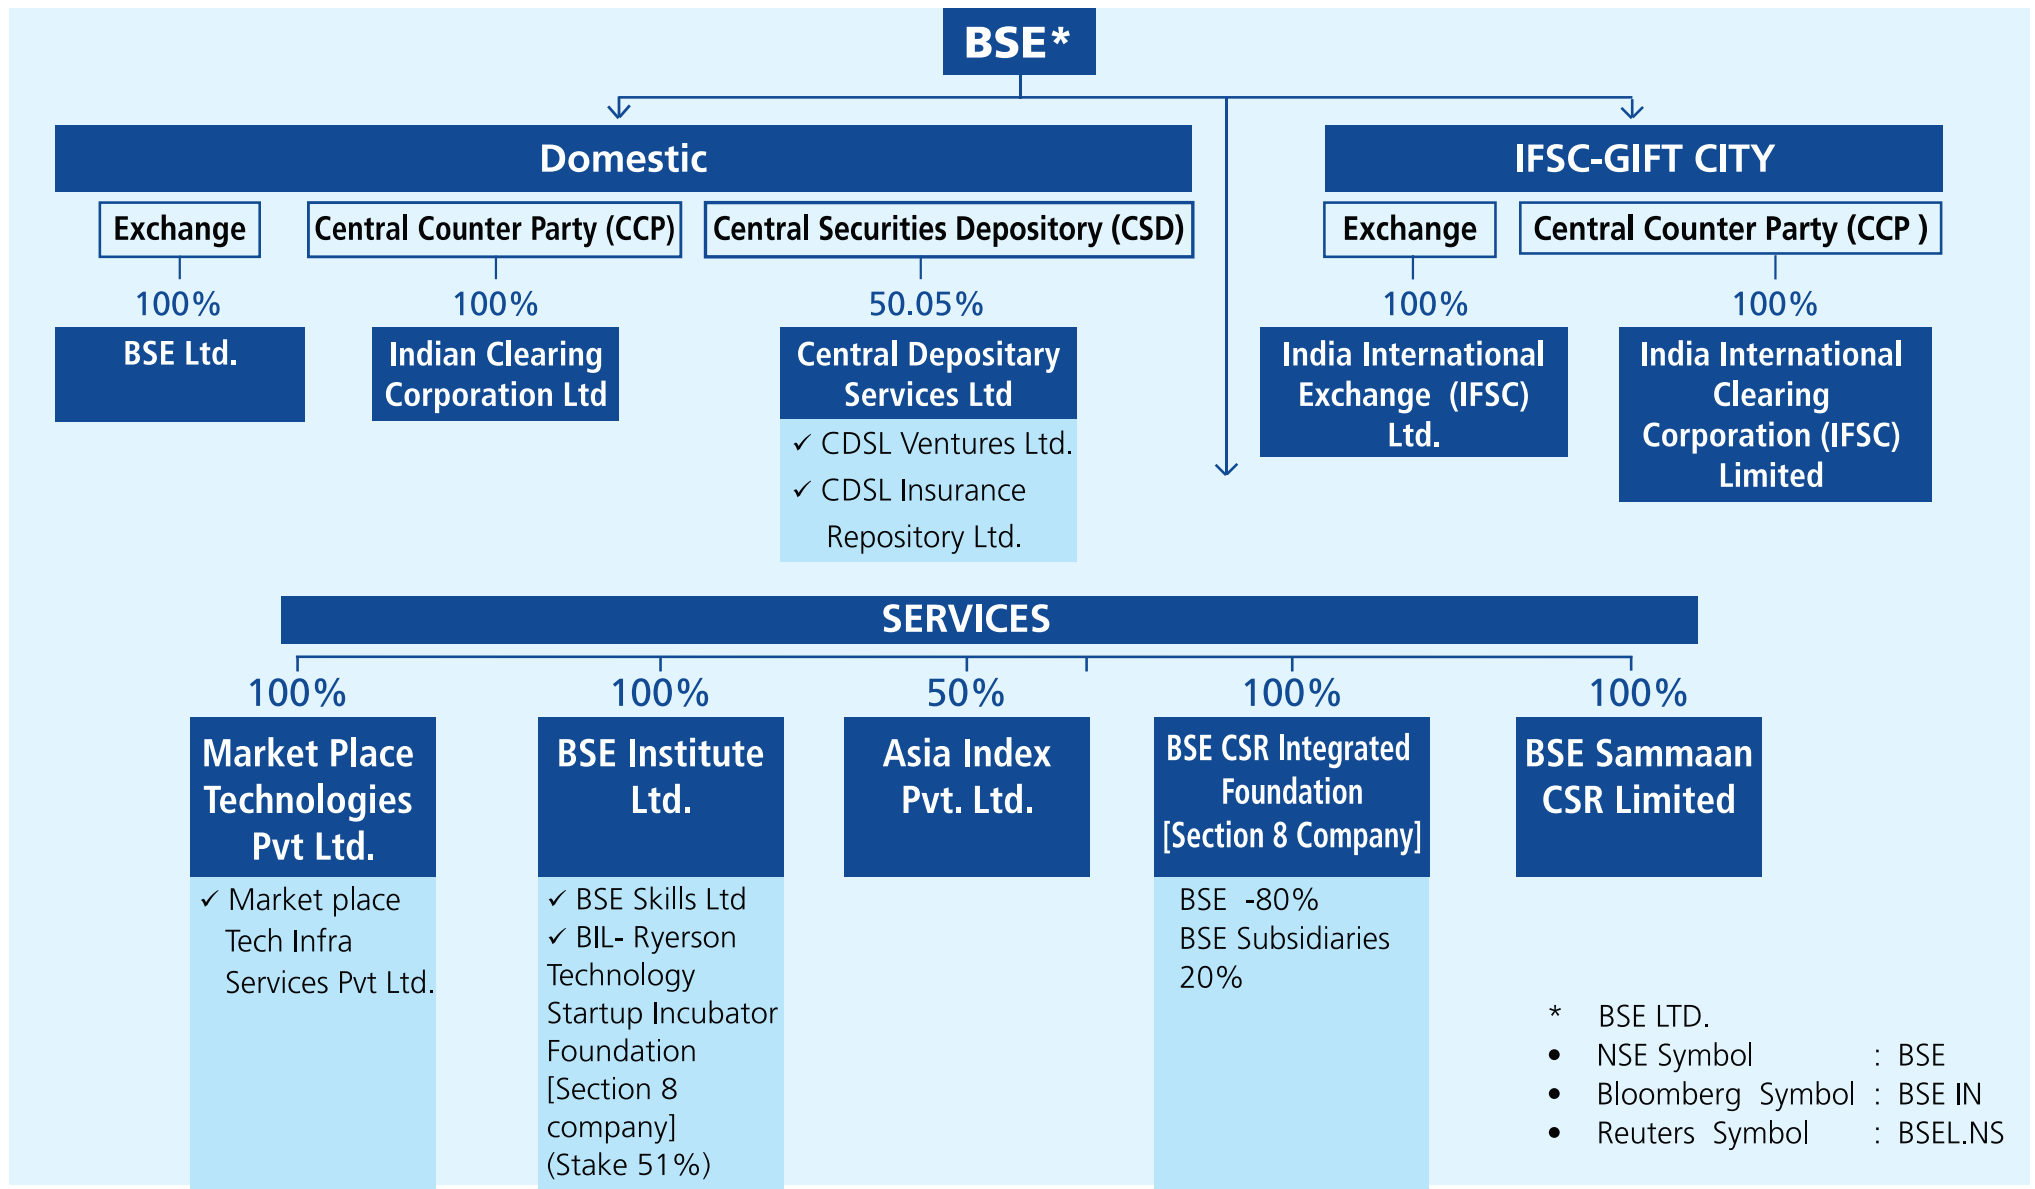 BSE*
Domestic
Exchange
Central Counter Party (CCP)
Central Securities Depository (CSD)
100%
100%
50.05%
BSE Ltd.
Indian Clearing
Corporation Ltd
Central Depositary
Services Ltd
✓ CDSL Ventures Ltd.
✓ CDSL Insurance
Repository Ltd.
IFSC-GIFT CITY
Exchange
Central Counter Party (CCP )
100%
100%
India International
Exchange (IFSC)
Ltd.
India International
Clearing
Corporation (IFSC)
Limited
SERVICES
100%
Market Place
Technologies
Pvt Ltd.
✓ Market place
Tech Infra
Services Pvt Ltd.
100%
BSE Institute
Ltd.
✓ BSE Skills Ltd
✓ BIL- Ryerson
Technology
Startup Incubator
Foundation
[Section 8
company]
(Stake 51%)
50%
Asia Index
Pvt. Ltd.
100%
BSE CSR Integrated
Foundation
[Section 8 Company]
BSE -80%
BSE Subsidiaries
20%
100%
BSE Sammaan
CSR Limited
* BSE LTD.
• NSE Symbol : BSE
• Bloomberg Symbol : BSE IN
• Reuters Symbol : BSEL.NS